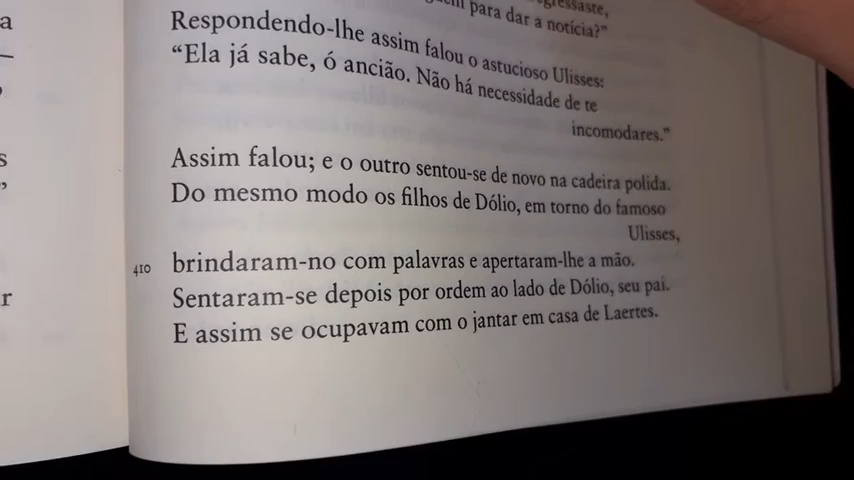 a
para dar a notícia?”
Respondendo-lhe assim falou o astucioso Ulisses:
“Ela já sabe, ó ancião. Não há necessidade de te
incomodares.”
Assim falou; e o outro sentou-se de novo na cadeira polida.
Do mesmo modo os filhos de Dólio, em torno do famoso
Ulisses,
410 brindaram-no com palavras e apertaram-lhe a mão.
Sentaram-se depois por ordem ao lado de Dólio, seu pai.
E assim se ocupavam com o jantar em casa de Laertes.
s
”
r